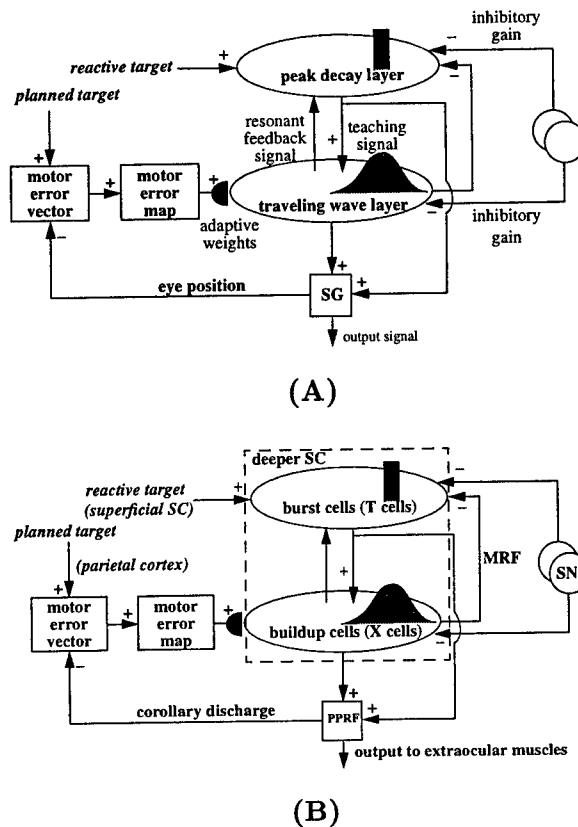 inhibitory
gain
−
+
reactive target
peak decay layer
−
planned target
resonant
feedback
signal
+
teaching
signal
+
motor
error
vector
+
motor
error
map
+
traveling wave layer
−
adaptive
weights
inhibitory
gain
−
+
eye position
SG
+
output signal
(A)
deeper SC
−
+
reactive target
(superficial SC)
burst cells (T cells)
−
planned target
MRF
(parietal cortex)
+
SN
+
motor
error
vector
+
motor
error
map
+
buildup cells (X cells)
−
−
+
corollary discharge
PPRF
+
output to extraocular muscles
(B)